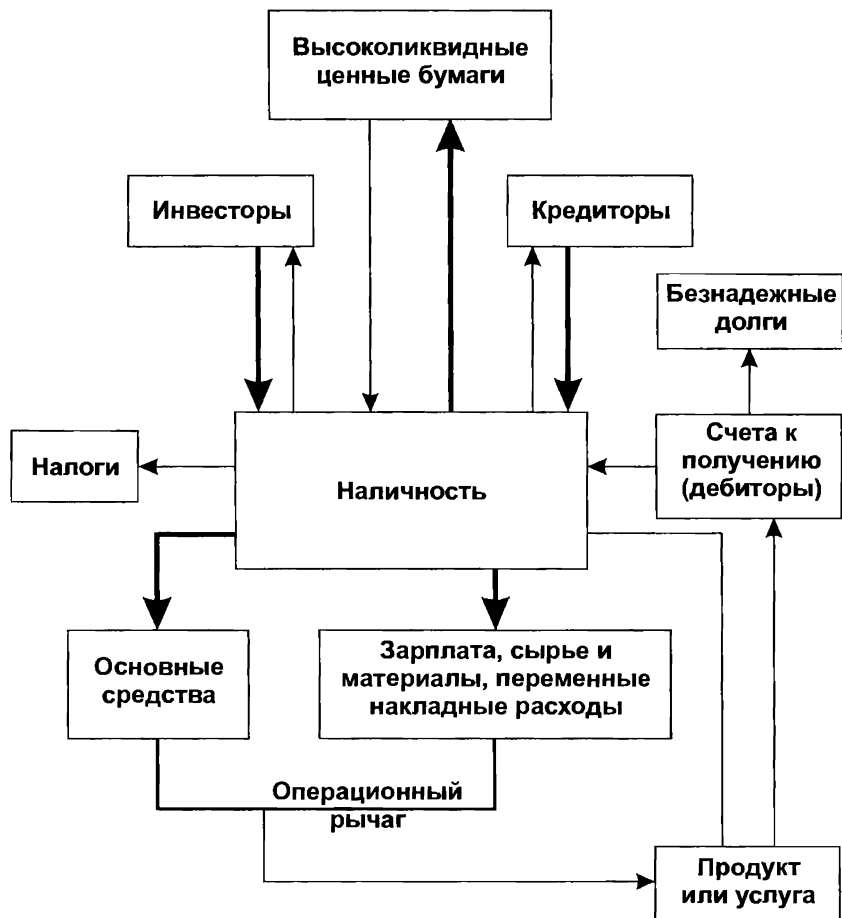 Высоколиквидные
ценные бумаги
Инвесторы
Кредиторы
Безнадежные
долги
Налоги
Наличность
Счета к
получению
(дебиторы)
Основные
средства
Зарплата, сырье и
материалы, переменные
накладные расходы
Операционный
рычаг
Продукт
или услуга